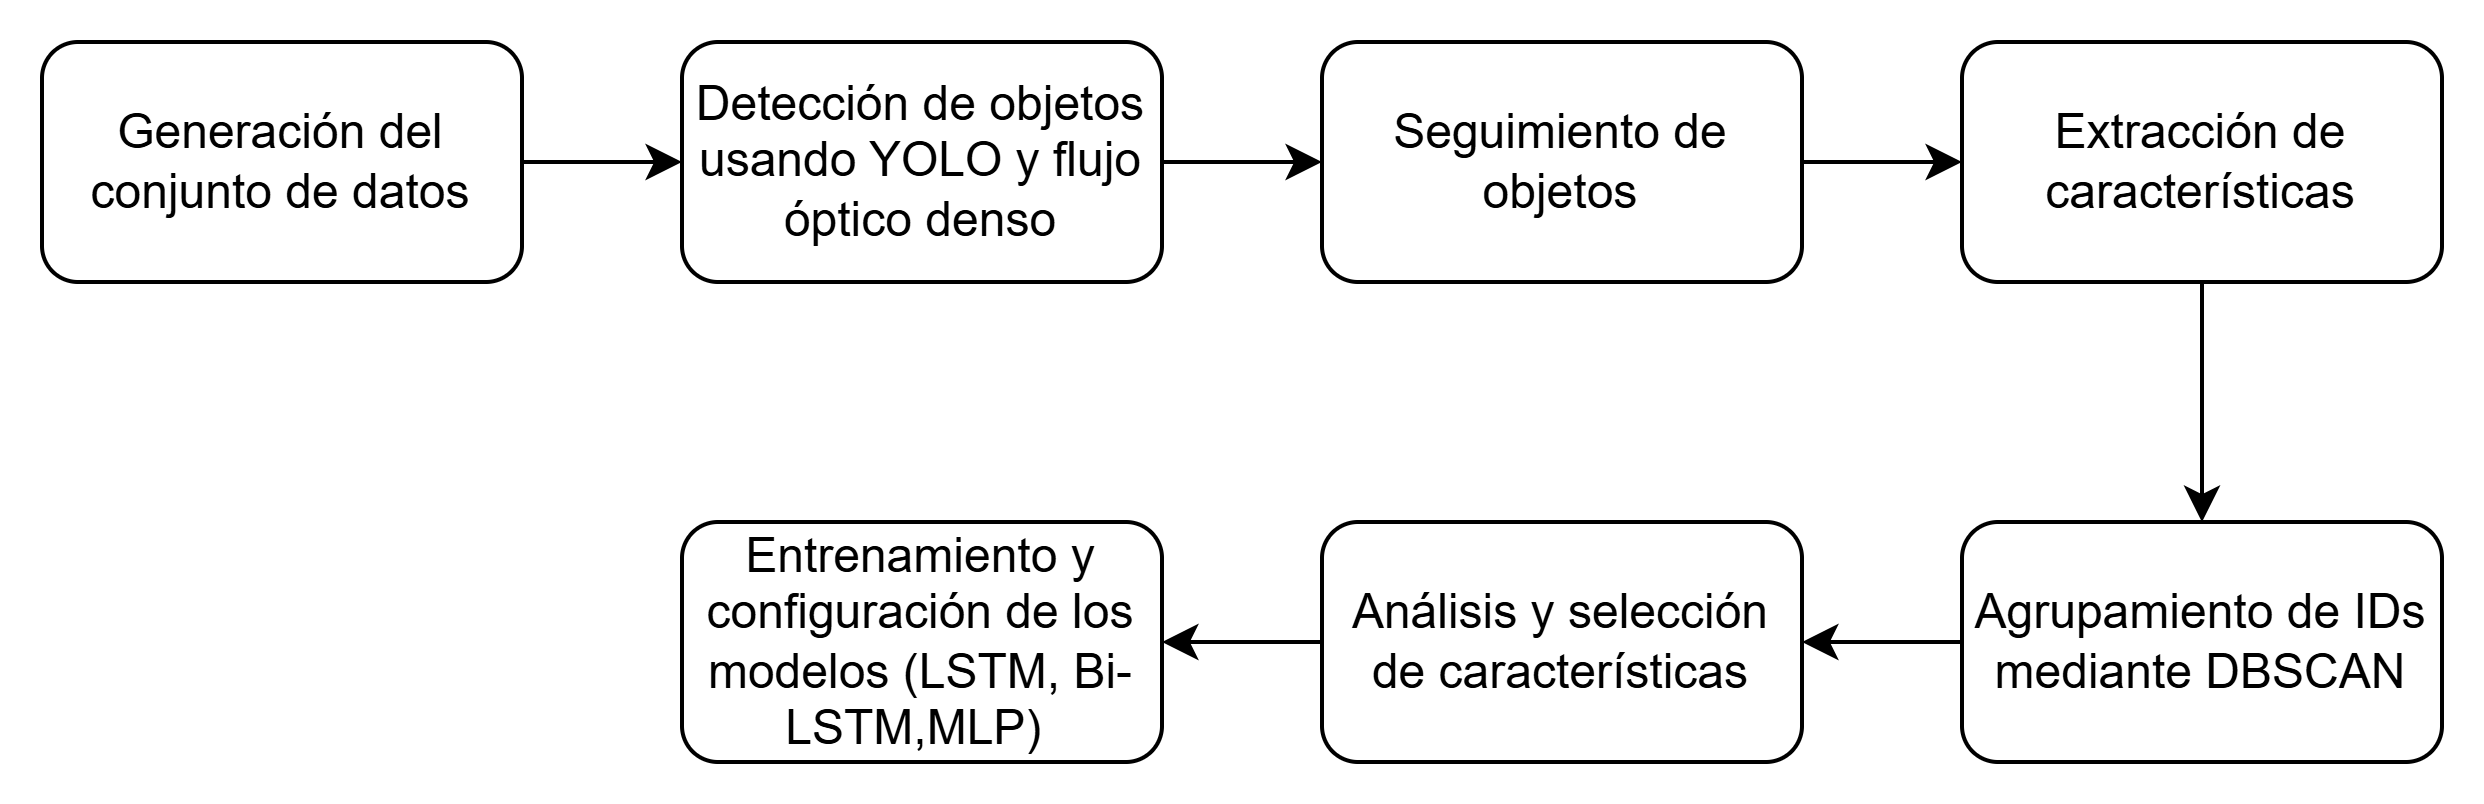 Generación del
conjunto de datos
Detección de objetos
usando YOLO y flujo
óptico denso
Seguimiento de
objetos
Extracción de
características
Agrupamiento de IDs
mediante DBSCAN
Análisis y selección
de características
Entrenamiento y
configuración de los
modelos (LSTM, Bi-
LSTM,MLP)